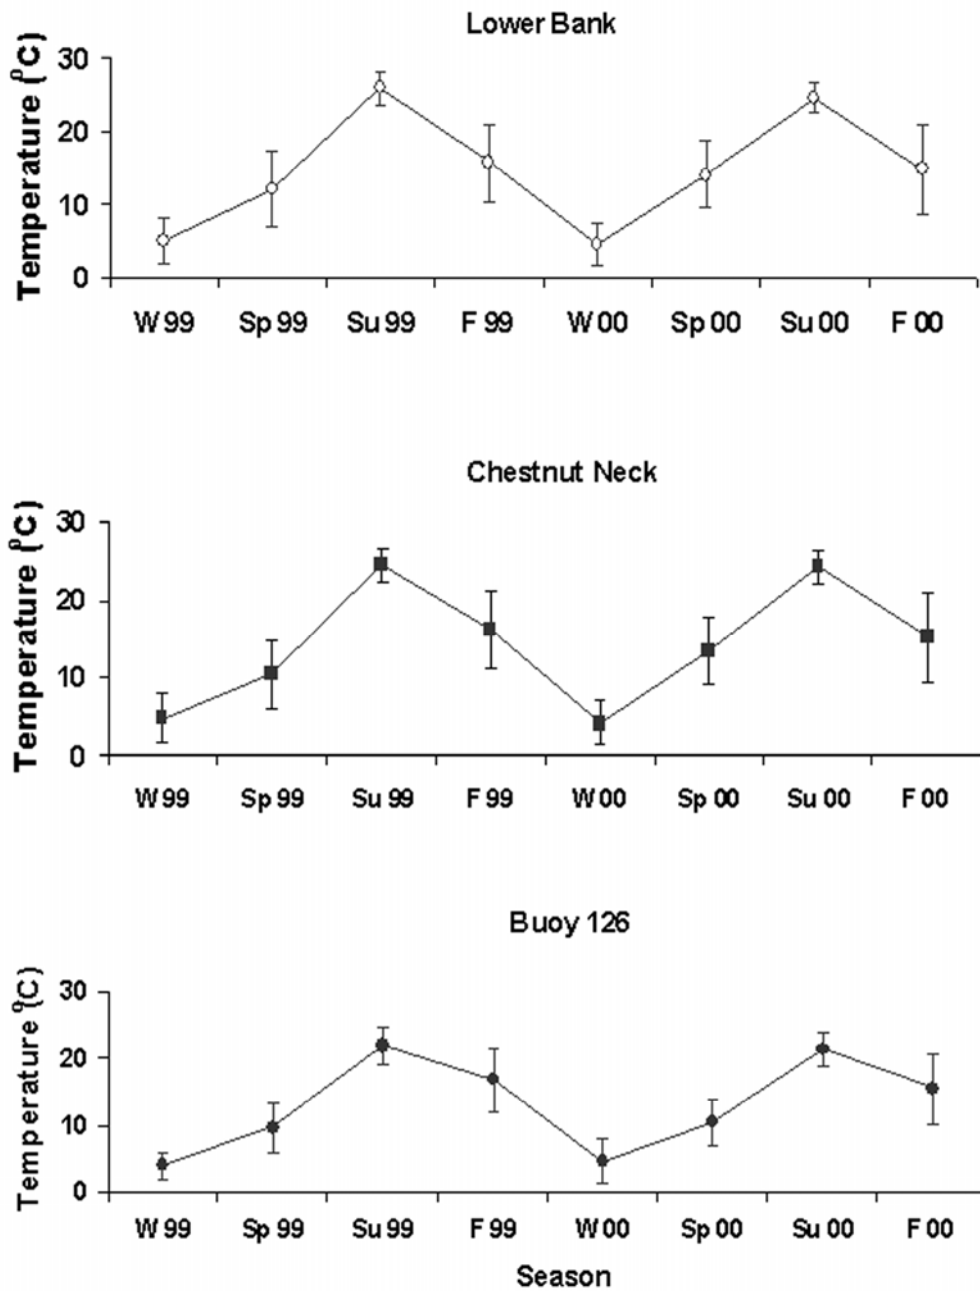 Lower Bank
Temperature (⁰C)
30
20
10
0
W 99 Sp 99 Su 99 F 99 W 00 Sp 00 Su 00 F 00
Chestnut Neck
Temperature (⁰C)
30
20
10
0
W 99 Sp 99 Su 99 F 99 W 00 Sp 00 Su 00 F 00
Buoy 126
Temperature ⁰(C)
30
20
10
0
W 99 Sp 99 Su 99 F 99 W 00 Sp 00 Su 00 F 00
Season